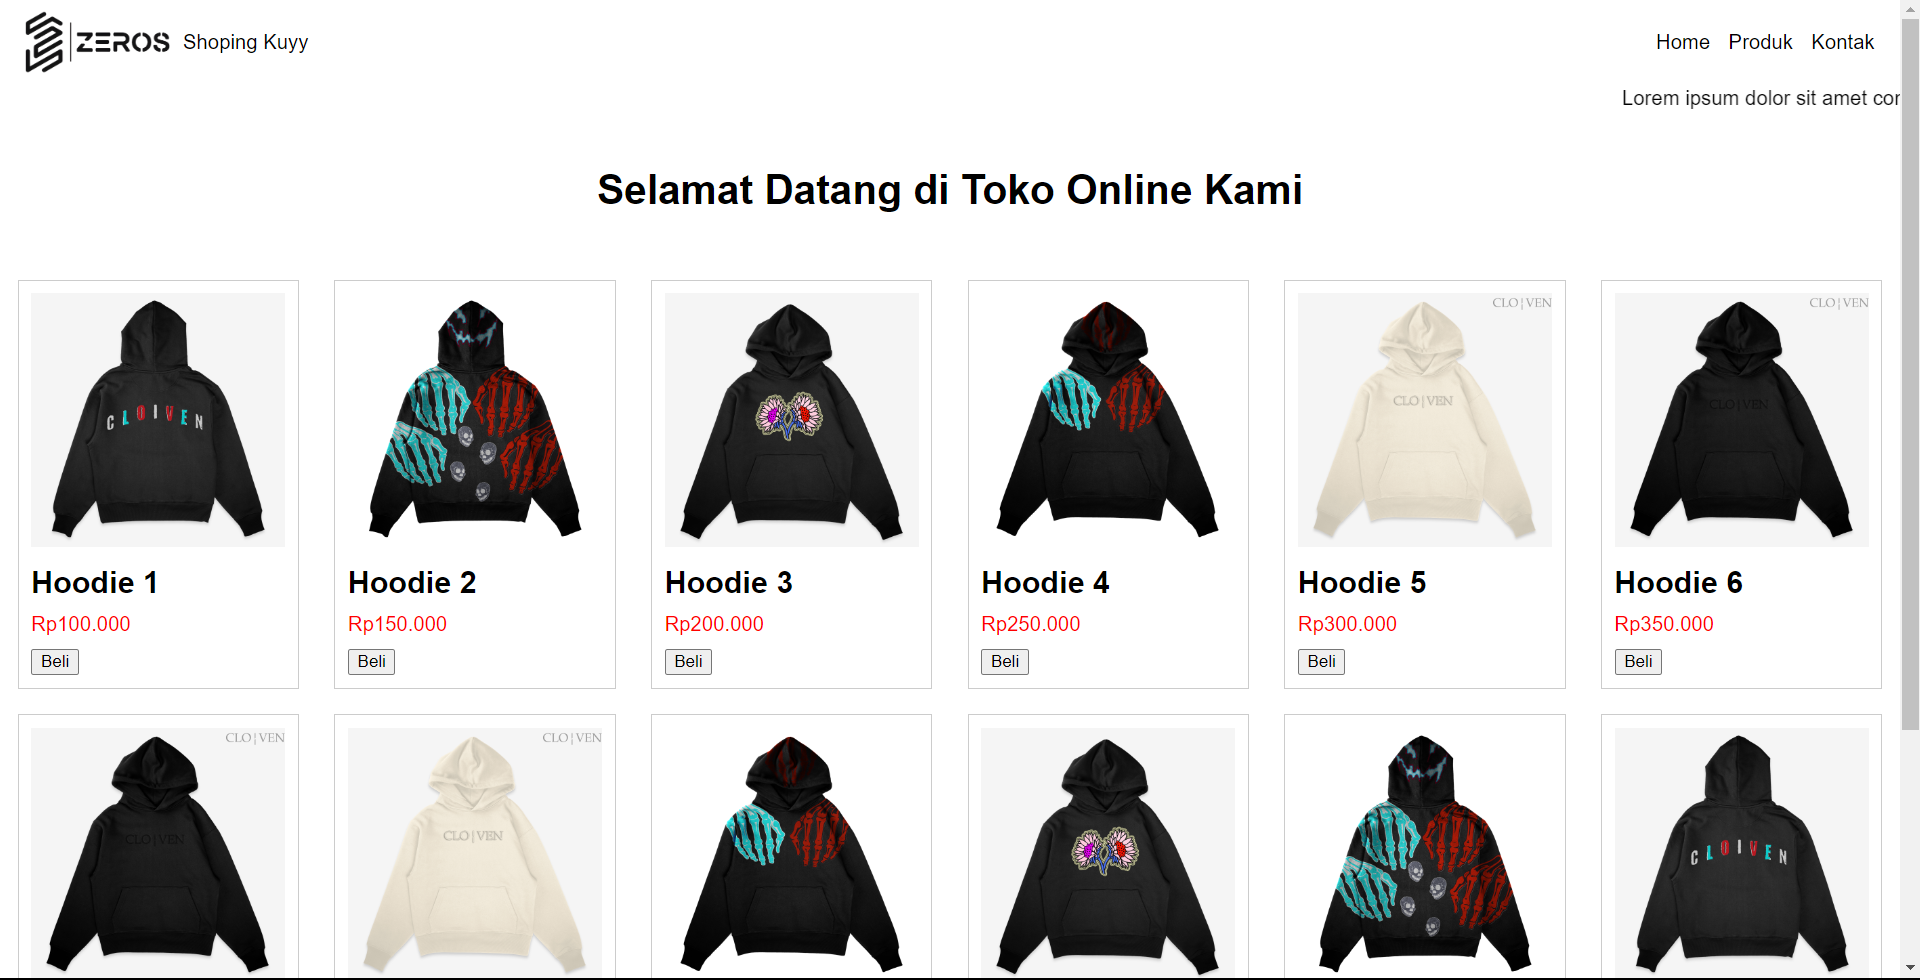 ZEROS Shoping Kuyy Home Produk Kontak
Lorem ipsum dolor sit amet cor
Selamat Datang di Toko Online Kami
CLO|VEN CLO|VEN
CLOIVEN CLO|VEN CLO|VEN
Hoodie 1 Hoodie 2 Hoodie 3 Hoodie 4 Hoodie 5 Hoodie 6
Rp100.000 Rp150.000 Rp200.000 Rp250.000 Rp300.000 Rp350.000
Beli Beli Beli Beli Beli Beli
CLO|VEN CLO|VEN
CLO|VEN CLO|VEN CLOIVEN